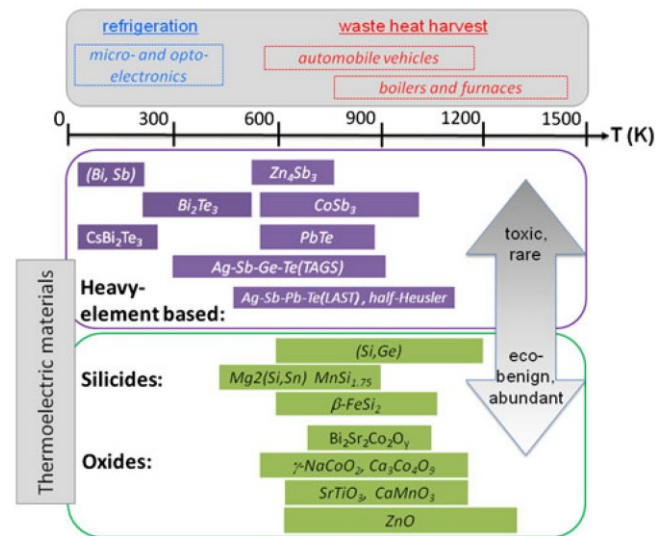 refrigeration
waste heat harvest
micro- and opto-
electronics
automobile vehicles
boilers and furnaces
0 300 600 900 1200 1500 T (K)
(Bi, Sb)
Zn₄Sb₃
Bi₂Te₃
CoSb₃
CsBi₂Te₃
PbTe
toxic,
rare
Ag-Sb-Ge-Te(TAGS)
Heavy-
element based:
Ag-Sb-Pb-Te(LAST) , half-Heusler
Thermoelectric materials
(Si,Ge)
eco-
benign,
abundant
Silicides:
Mg2(Si,Sn) MnSi₁.₇₅
β-FeSi₂
Bi₂Sr₂Co₂Oᵧ
Oxides:
γ-NaCoO₂, Ca₃Co₄O₉
SrTiO₃, CaMnO₃
ZnO